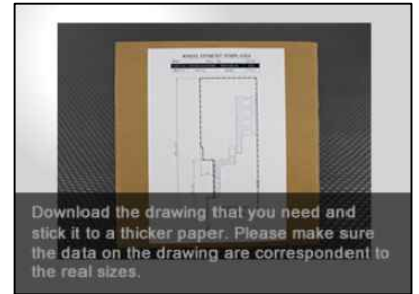 Download the drawing that you need and
stick it to a thicker paper. Please make sure
the data on the drawing are correspondent to
the real sizes.